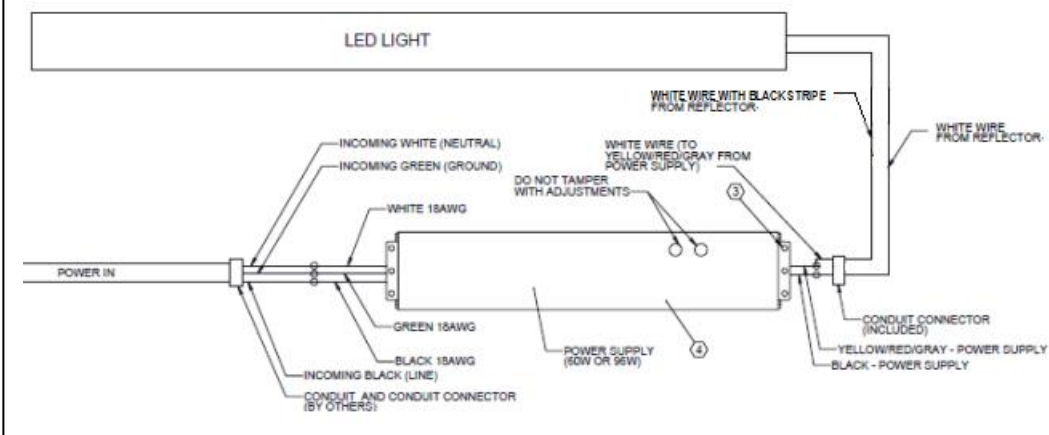 LED LIGHT
WHITE WIRE WITH BLACK STRIPE
FROM REFLECTOR
WHITE WIRE
FROM REFLECTOR
INCOMING WHITE (NEUTRAL)
INCOMING GREEN (GROUND)
WHITE WIRE (TO
YELLOW/RED/GRAY FROM
POWER SUPPLY)
DO NOT TAMPER
WITH ADJUSTMENTS
3
WHITE 18AWG
POWER IN
GREEN 18AWG
BLACK 18AWG
INCOMING BLACK (LINE)
CONDUIT AND CONDUIT CONNECTOR
(BY OTHERS)
POWER SUPPLY
(60W OR 96W)
4
CONDUIT CONNECTOR
(INCLUDED)
YELLOW/RED/GRAY - POWER SUPPLY
BLACK - POWER SUPPLY